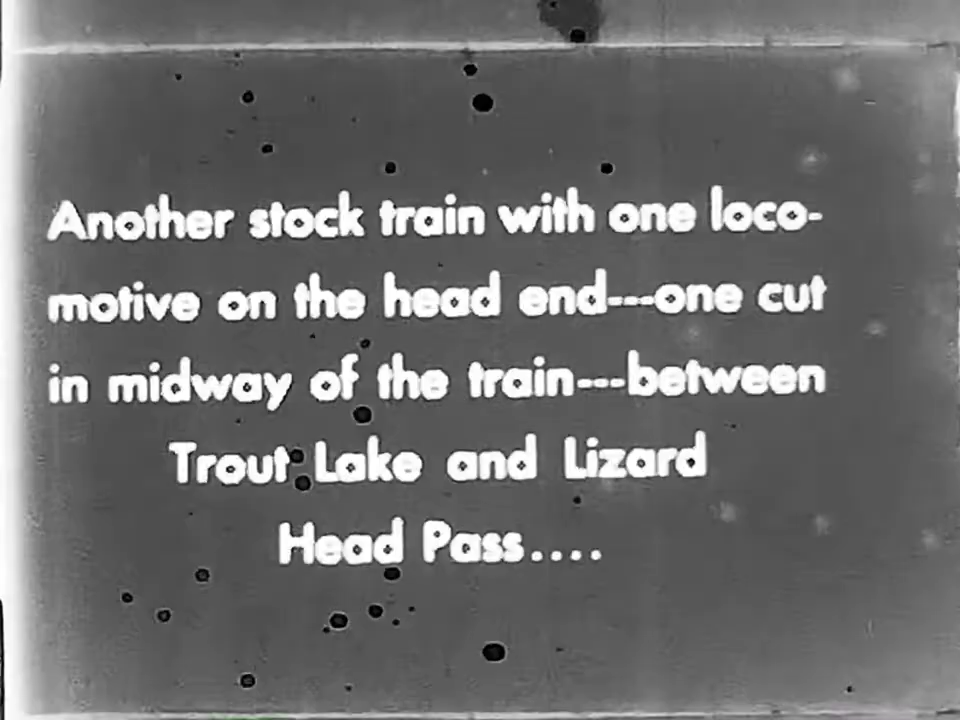 Another stock train with one loco-
motive on the head end---one cut
in midway of the train---between
Trout Lake and Lizard
Head Pass....